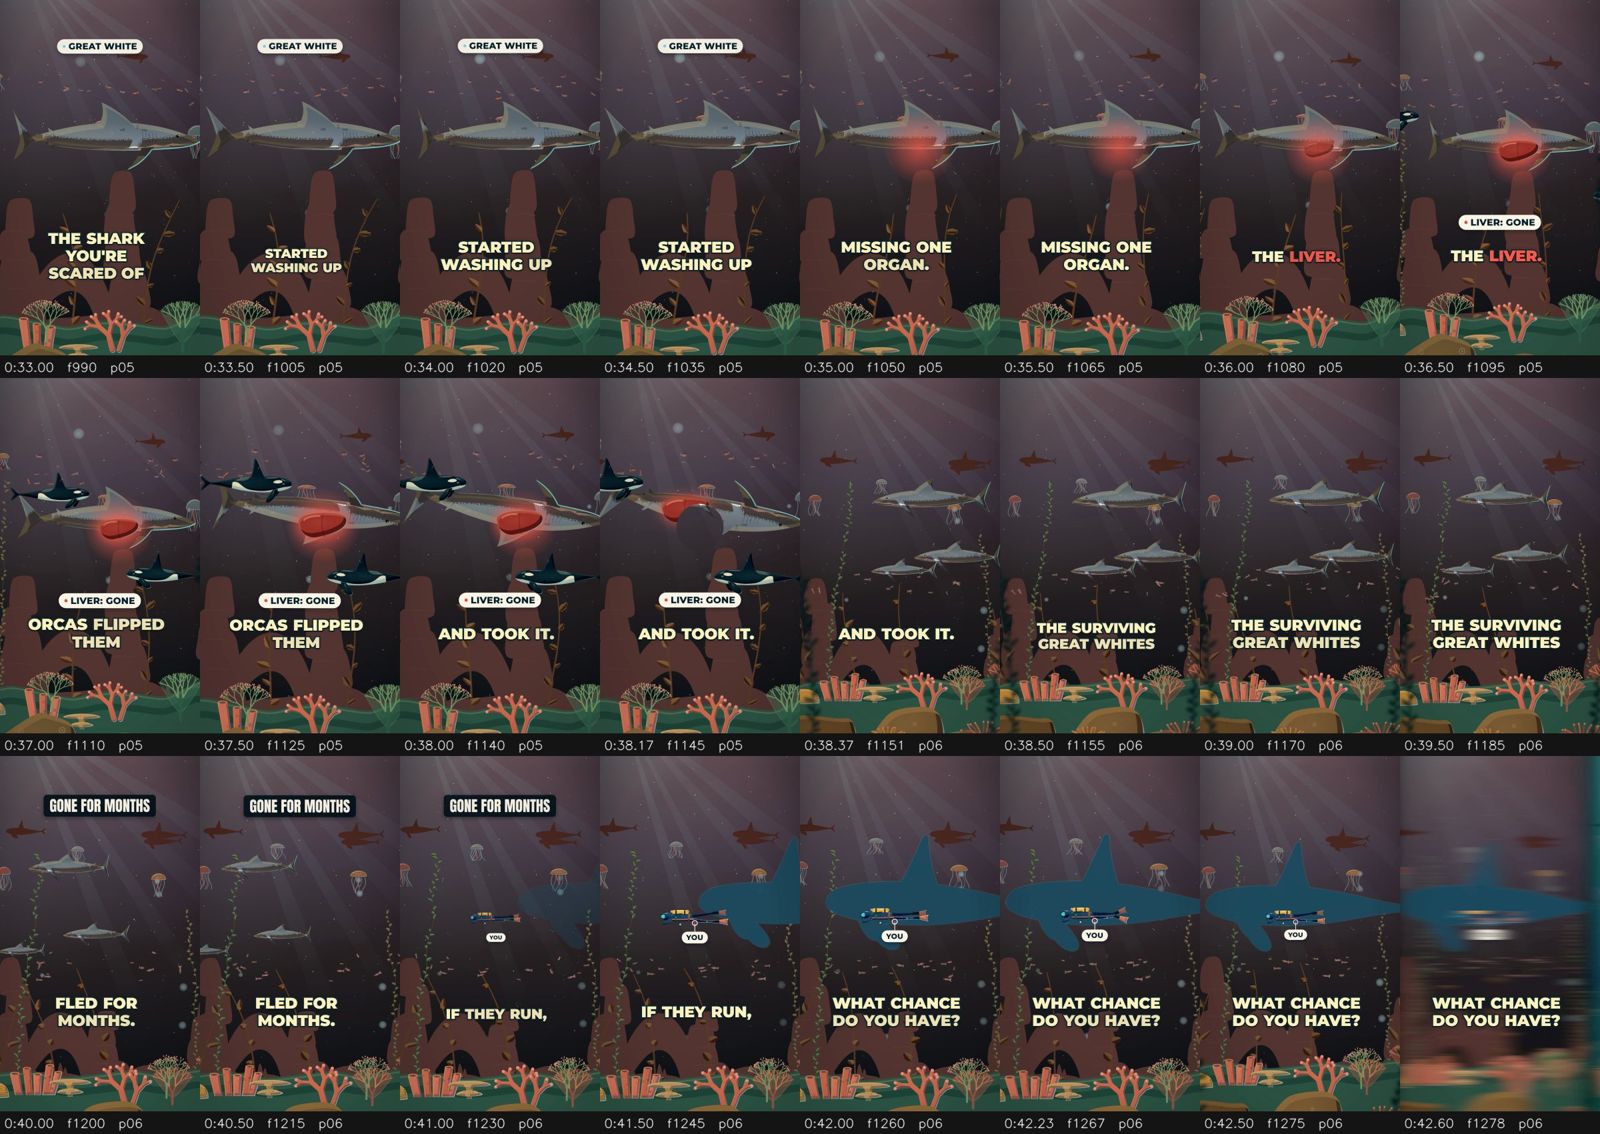 GREAT WHITE
THE SHARK
YOU'RE
SCARED OF
0:33.00 f990 p05
GREAT WHITE
STARTED
WASHING UP
0:33.50 f1005 p05
GREAT WHITE
STARTED
WASHING UP
0:34.00 f1020 p05
GREAT WHITE
STARTED
WASHING UP
0:34.50 f1035 p05
MISSING ONE
ORGAN.
0:35.00 f1050 p05
MISSING ONE
ORGAN.
0:35.50 f1065 p05
THE LIVER.
0:36.00 f1080 p05
LIVER: GONE
THE LIVER.
0:36.50 f1095 p05
LIVER: GONE
ORCAS FLIPPED
THEM
0:37.00 f1110 p05
LIVER: GONE
ORCAS FLIPPED
THEM
0:37.50 f1125 p05
LIVER: GONE
AND TOOK IT.
0:38.00 f1140 p05
LIVER: GONE
AND TOOK IT.
0:38.17 f1145 p05
AND TOOK IT.
0:38.37 f1151 p06
THE SURVIVING
GREAT WHITES
0:38.50 f1155 p06
THE SURVIVING
GREAT WHITES
0:39.00 f1170 p06
THE SURVIVING
GREAT WHITES
0:39.50 f1185 p06
GONE FOR MONTHS
FLED FOR
MONTHS.
0:40.00 f1200 p06
GONE FOR MONTHS
FLED FOR
MONTHS.
0:40.50 f1215 p06
GONE FOR MONTHS
YOU
IF THEY RUN,
0:41.00 f1230 p06
YOU
IF THEY RUN,
0:41.50 f1245 p06
YOU
WHAT CHANCE
DO YOU HAVE?
0:42.00 f1260 p06
YOU
WHAT CHANCE
DO YOU HAVE?
0:42.23 f1267 p06
YOU
WHAT CHANCE
DO YOU HAVE?
0:42.50 f1275 p06
WHAT CHANCE
DO YOU HAVE?
0:42.60 f1278 p06